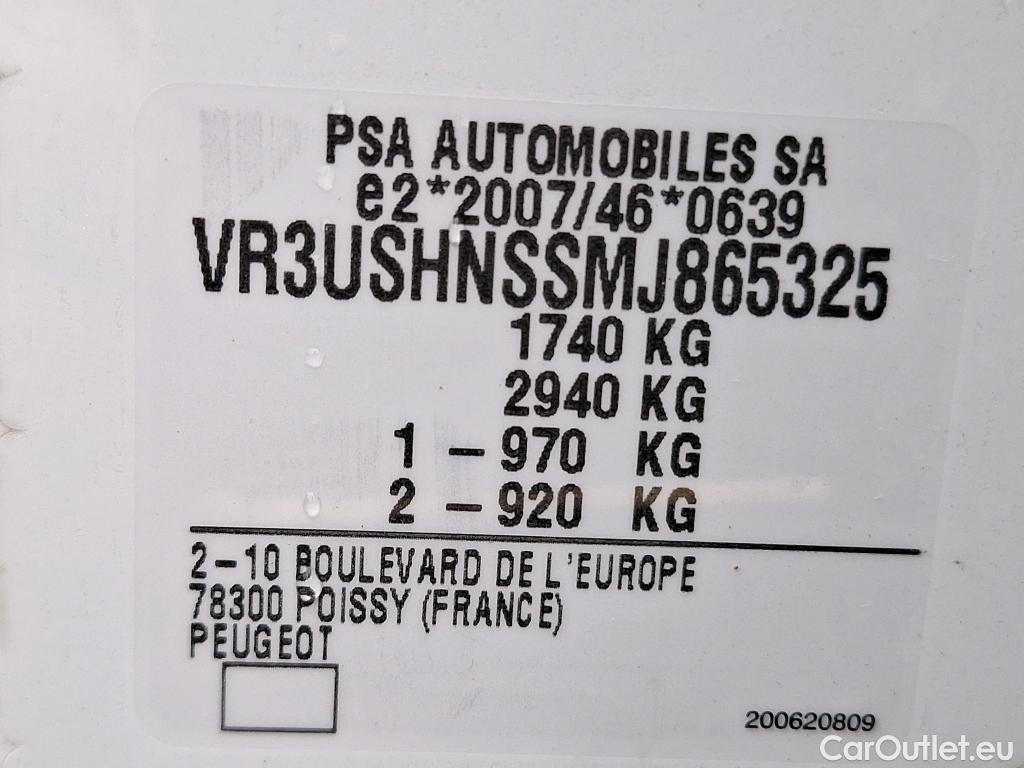 PSA AUTOMOBILES SA
e2*2007/46*0639
VR3USHNSSMJ865325
1740 KG
2940 KG
1 - 970 KG
2 - 920 KG
2-10 BOULEVARD DE L'EUROPE
78300 POISSY (FRANCE)
PEUGEOT
200620809
CarOutlet.eu